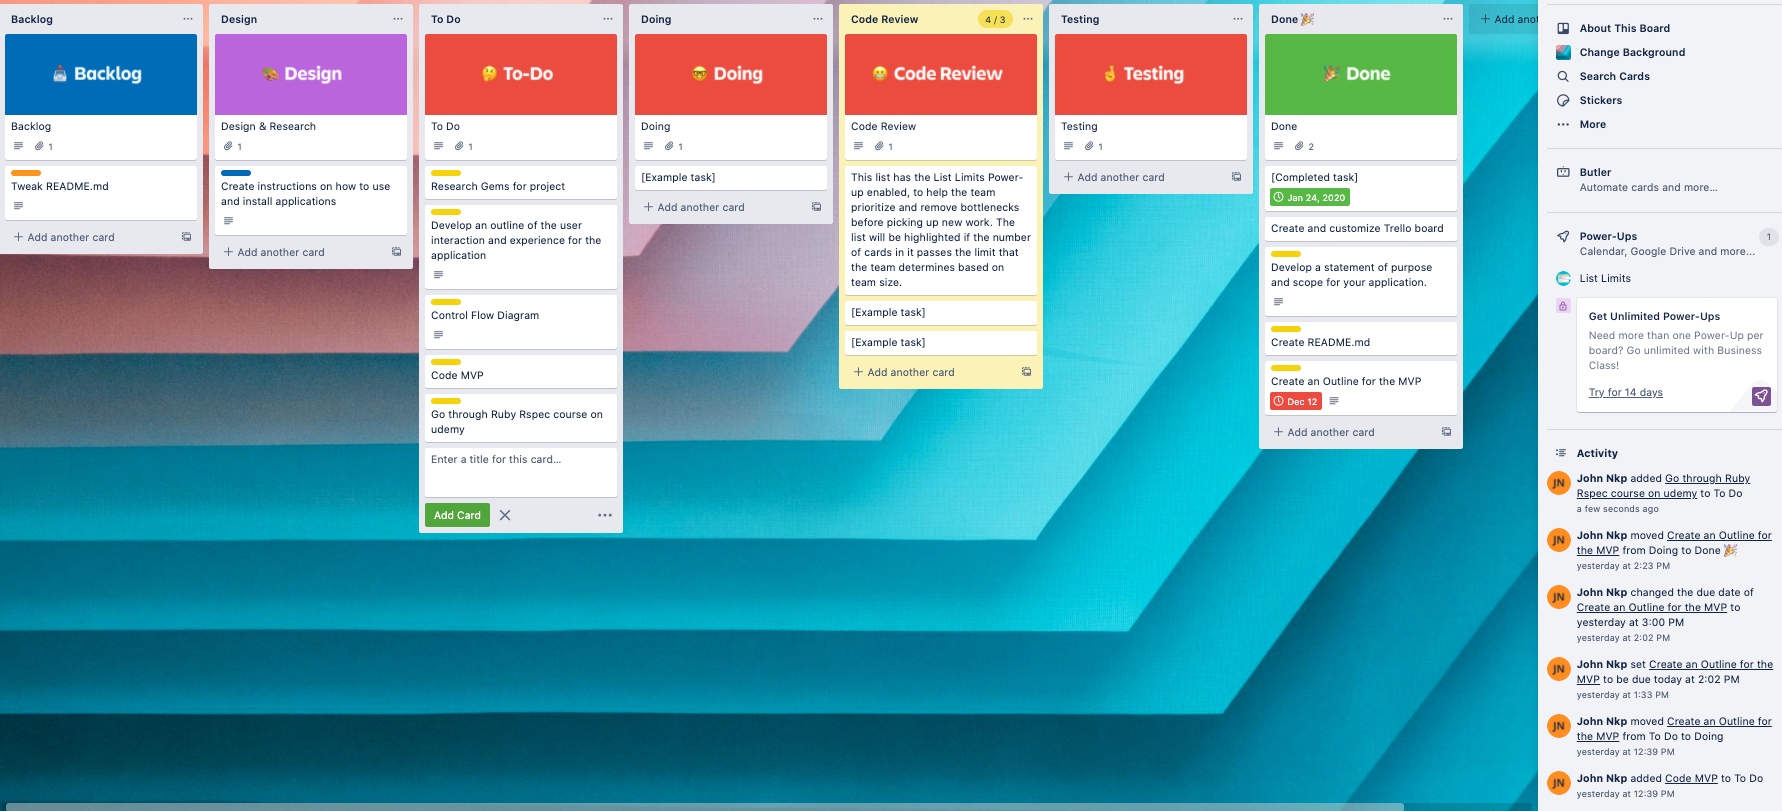 Backlog
Backlog
Backlog
1
Tweak README.md
+ Add another card
Design
Design
Design & Research
1
Create instructions on how to use
and install applications
+ Add another card
To Do
To-Do
To Do
1
Research Gems for project
Develop an outline of the user
interaction and experience for the
application
Control Flow Diagram
Code MVP
Go through Ruby Rspec course on
udemy
Enter a title for this card...
Add Card
Doing
Doing
Doing
1
[Example task]
+ Add another card
Code Review
4 / 3
Code Review
Code Review
1
This list has the List Limits Power-
up enabled, to help the team
prioritize and remove bottlenecks
before picking up new work. The
list will be highlighted if the number
of cards in it passes the limit that
the team determines based on
team size.
[Example task]
[Example task]
+ Add another card
Testing
Testing
Testing
1
+ Add another card
Done 🎉
Done
Done
2
[Completed task]
Jan 24, 2020
Create and customize Trello board
Develop a statement of purpose
and scope for your application.
Create README.md
Create an Outline for the MVP
Dec 12
+ Add another card
+ Add anot
About This Board
Change Background
Search Cards
Stickers
More
Butler
Automate cards and more...
Power-Ups
1
Calendar, Google Drive and more...
List Limits
Get Unlimited Power-Ups
Need more than one Power-Up per
board? Go unlimited with Business
Class!
Try for 14 days
Activity
JN
John Nkp added Go through Ruby
Rspec course on udemy to To Do
a few seconds ago
JN
John Nkp moved Create an Outline for
the MVP from Doing to Done 🎉
yesterday at 2:23 PM
JN
John Nkp changed the due date of
Create an Outline for the MVP to
yesterday at 3:00 PM
yesterday at 2:02 PM
JN
John Nkp set Create an Outline for the
MVP to be due today at 2:02 PM
yesterday at 1:33 PM
JN
John Nkp moved Create an Outline for
the MVP from To Do to Doing
yesterday at 12:39 PM
JN
John Nkp added Code MVP to To Do
yesterday at 12:39 PM